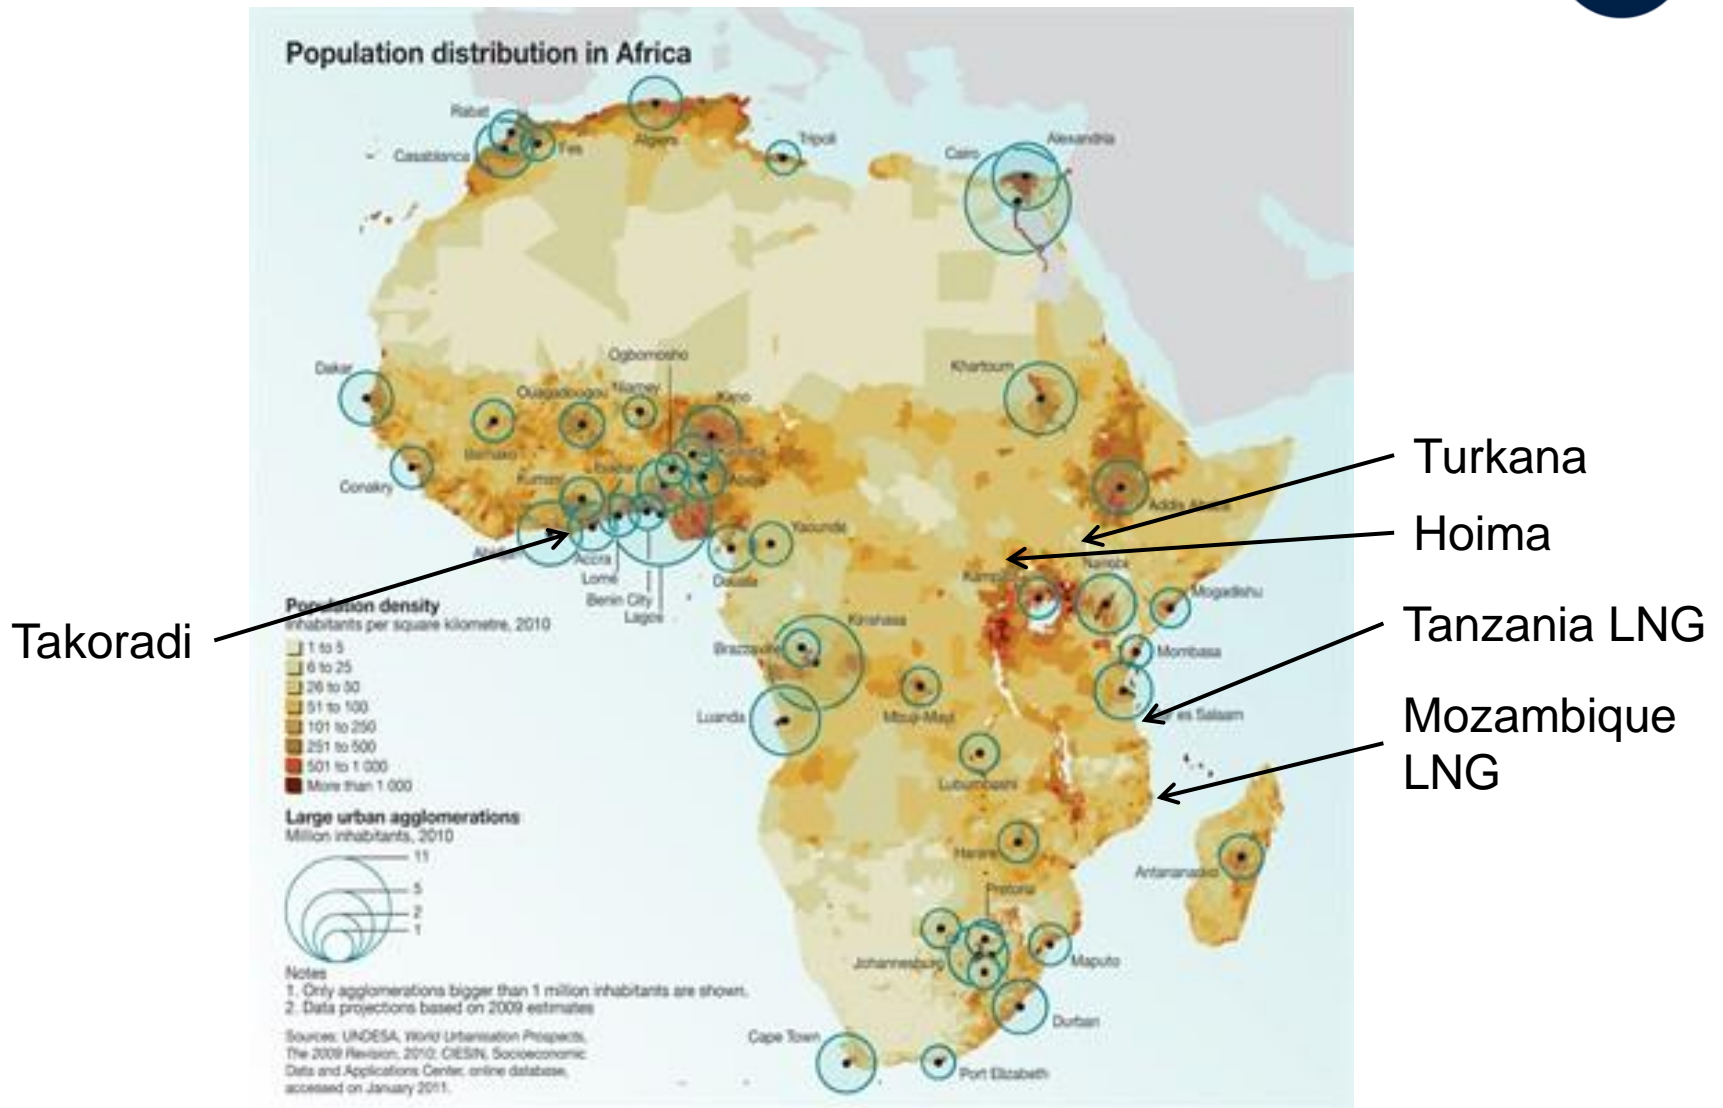 Population distribution in Africa
Rabat
Casablanca
Fes
Algiers
Tripoli
Cairo
Alexandria
Dakar
Ogbomosho
Ouagadougou
Niamey
Kano
Khartoum
Bamako
Conakry
Kumasi
Ibadan
Abuja
Addis Ababa
Accra
Lomé
Benin City
Lagos
Douala
Yaounde
Kampala
Nairobi
Mogadishu
Brazzaville
Kinshasa
Mombasa
Luanda
Mbuji-Mayi
es Salaam
Lubumbashi
Harare
Antananarivo
Pretoria
Johannesburg
Maputo
Durban
Cape Town
Port Elizabeth
Turkana
Hoima
Tanzania LNG
Mozambique
LNG
Takoradi
Population density
Inhabitants per square kilometre, 2010
1 to 5
6 to 25
26 to 50
51 to 100
101 to 250
251 to 500
501 to 1 000
More than 1 000
Large urban agglomerations
Million inhabitants, 2010
11
5
2
1
Notes
1. Only agglomerations bigger than 1 million inhabitants are shown.
2. Data projections based on 2009 estimates
Sources: UNDESA, World Urbanisation Prospects,
The 2009 Revision, 2010; CIESIN, Socioeconomic
Data and Applications Center, online database,
accessed on January 2011.